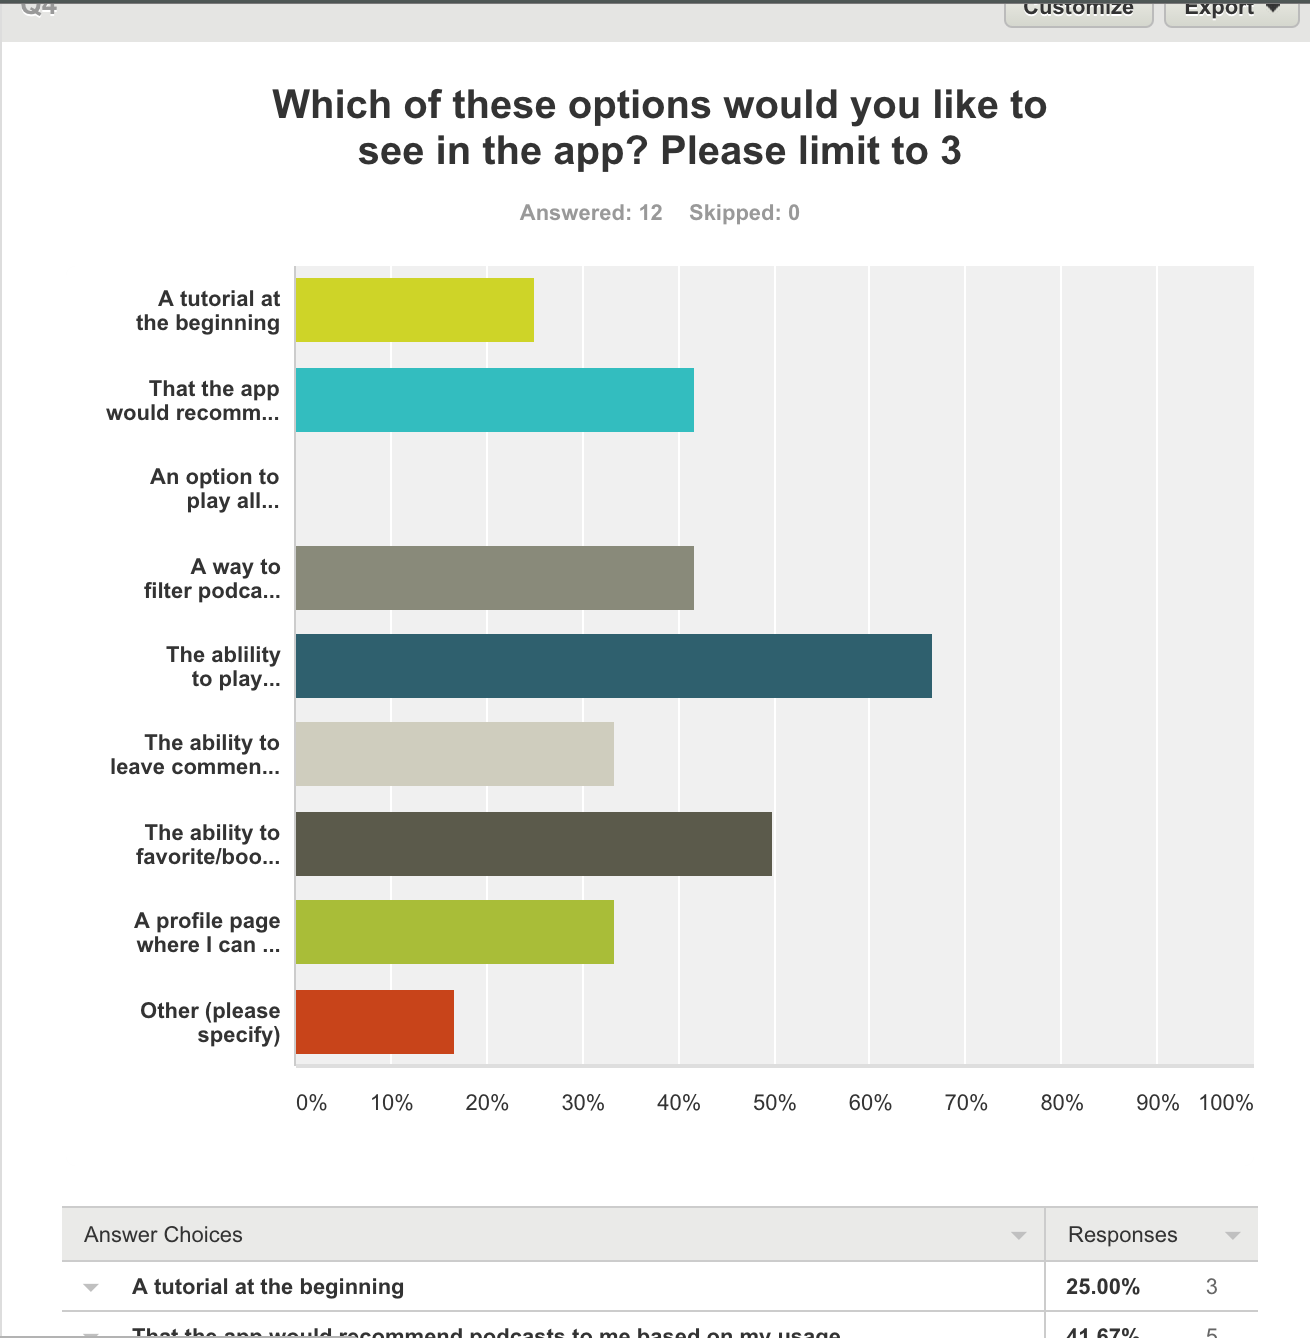 Q4
Customize
Export
Which of these options would you like to
see in the app? Please limit to 3
Answered: 12 Skipped: 0
A tutorial at
the beginning
That the app
would recomm...
An option to
play all...
A way to
filter podca...
The ablility
to play...
The ability to
leave commen...
The ability to
favorite/boo...
A profile page
where I can ...
Other (please
specify)
0% 10% 20% 30% 40% 50% 60% 70% 80% 90% 100%
Answer Choices Responses
A tutorial at the beginning 25.00% 3
That the app would recommend podcasts to me based on my usage 41.67% 5